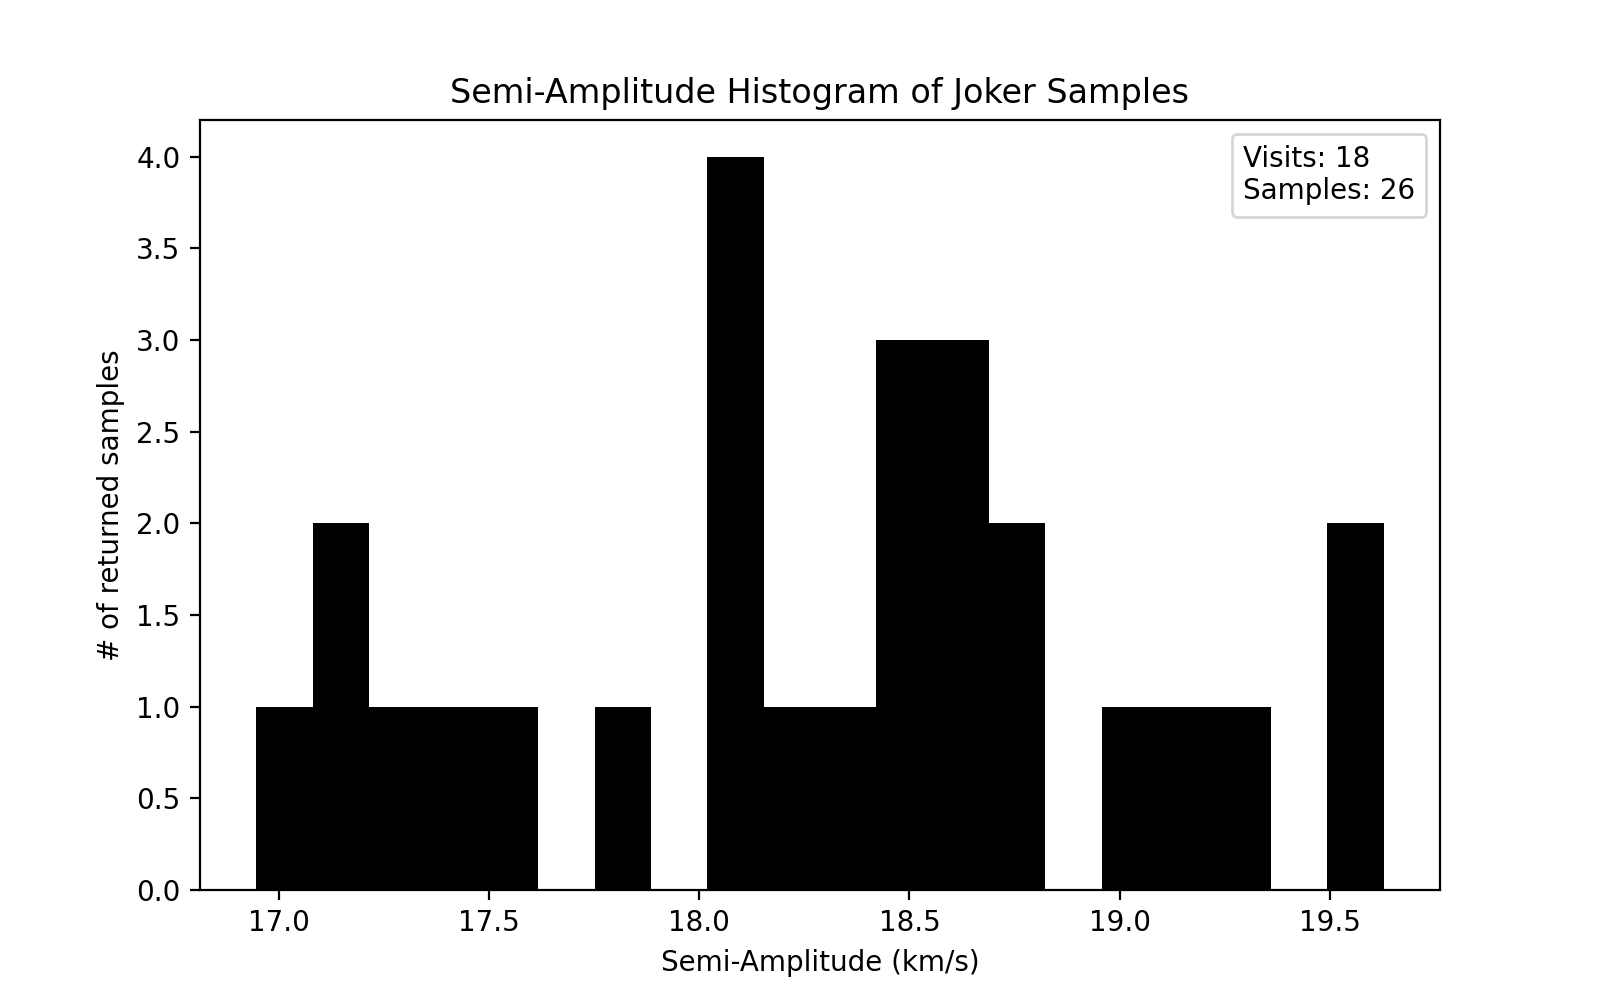 Semi-Amplitude Histogram of Joker Samples
Visits: 18
Samples: 26
# of returned samples
4.0
3.5
3.0
2.5
2.0
1.5
1.0
0.5
0.0
17.0 17.5 18.0 18.5 19.0 19.5
Semi-Amplitude (km/s)